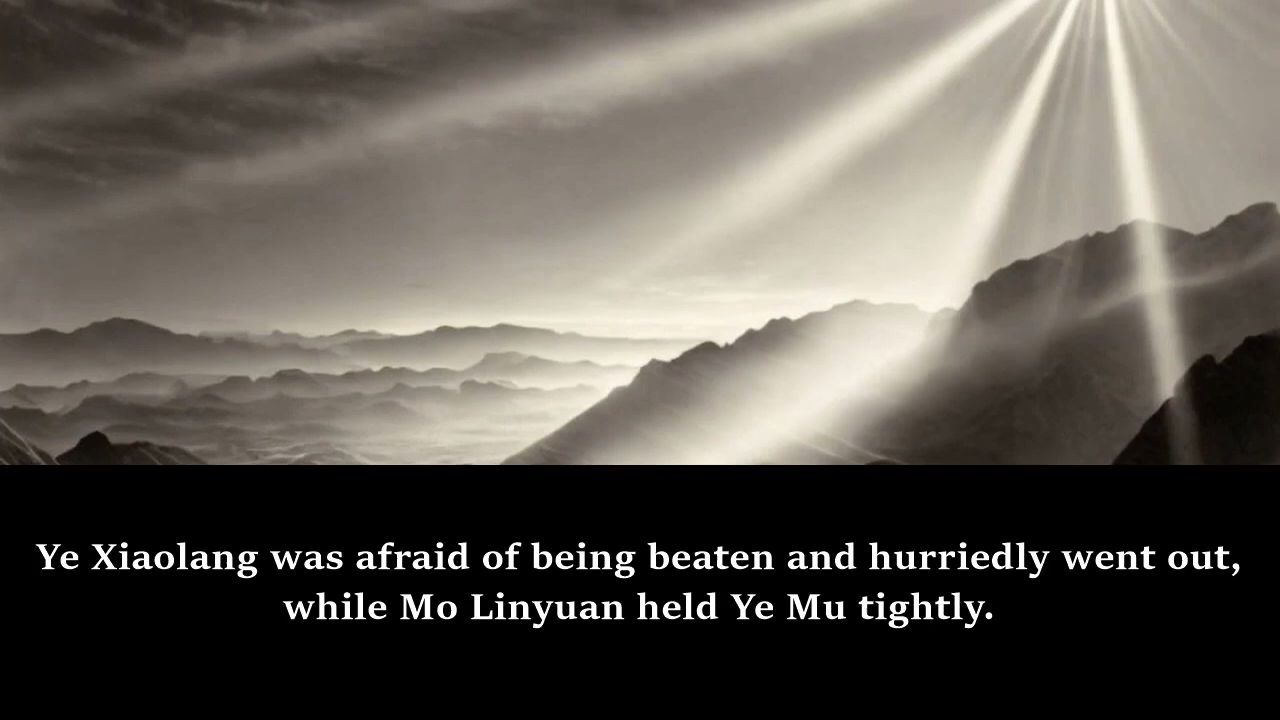 Ye Xiaolang was afraid of being beaten and hurriedly went out,
while Mo Linyuan held Ye Mu tightly.